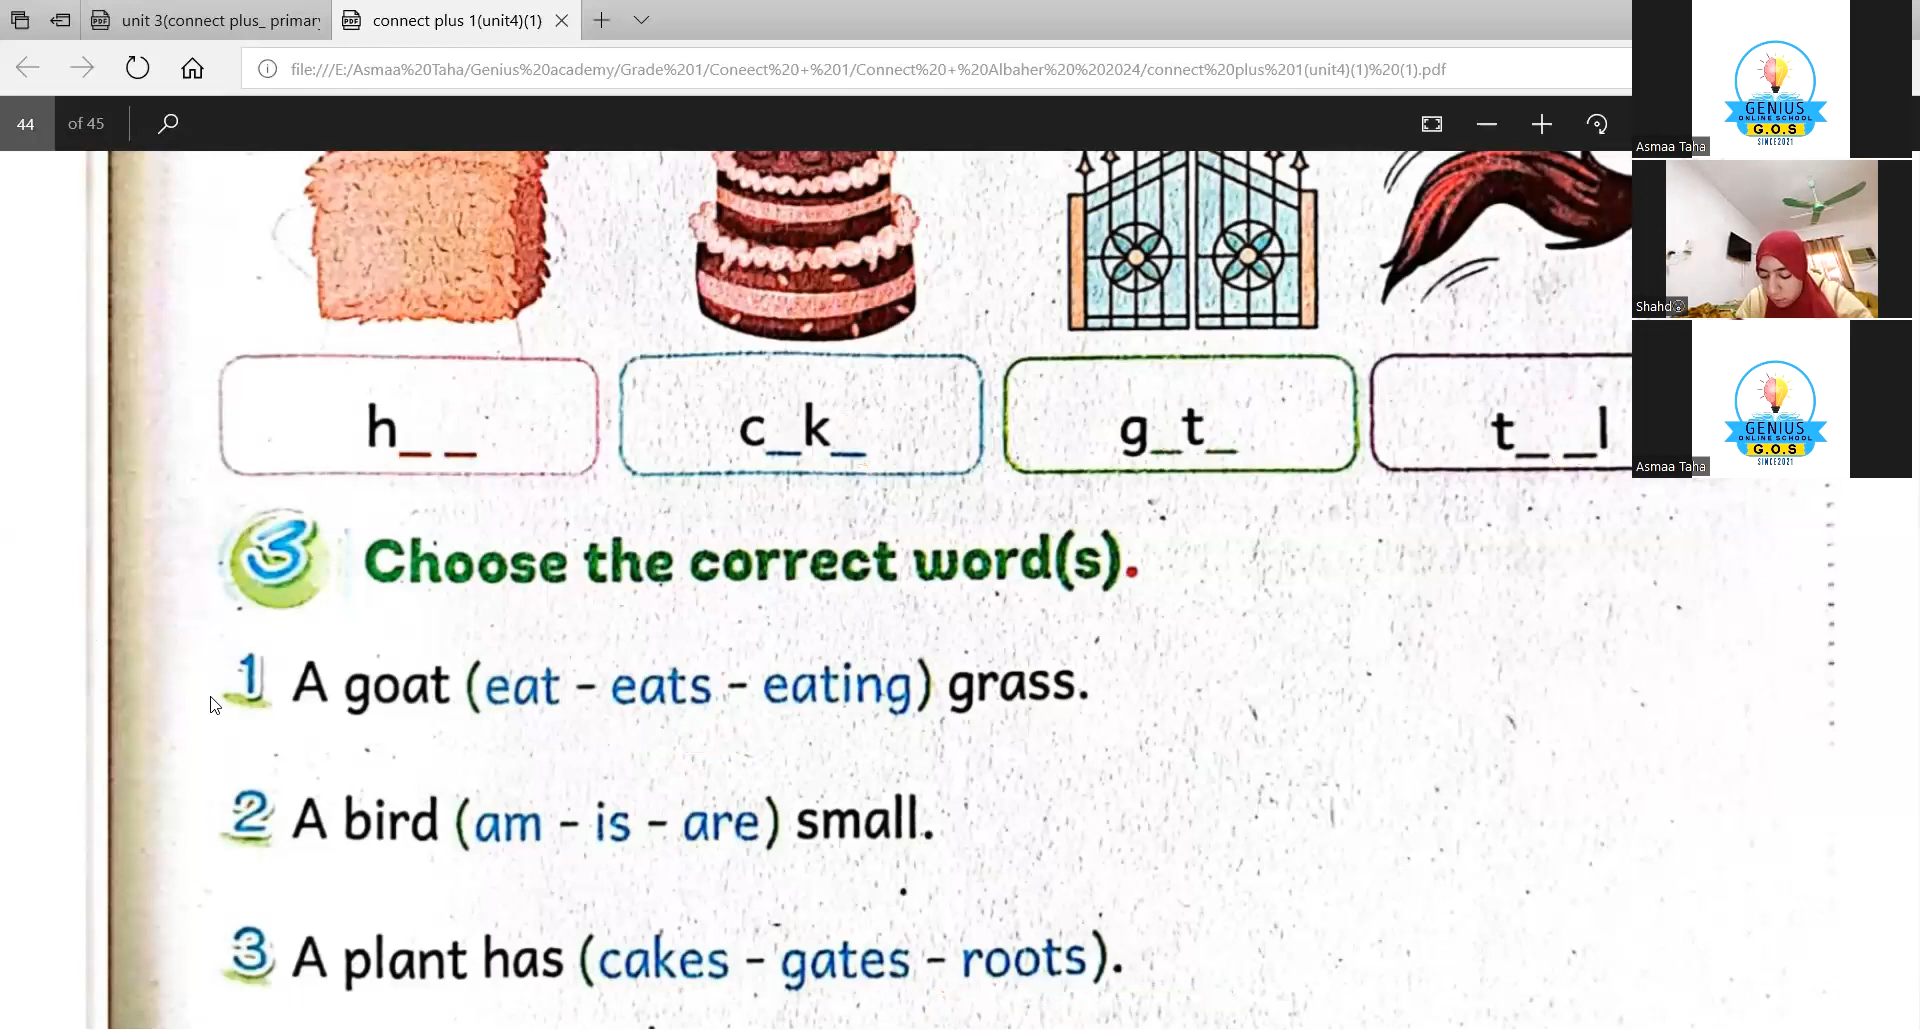 unit 3(connect plus_ primary
connect plus 1(unit4)(1)
file:///E:/Asmaa%20Taha/Genius%20academy/Grade%201/Coneect%20+%201/Connect%20+%20Albaher%20%202024/connect%20plus%201(unit4)(1)%20(1).pdf
44 of 45
GENIUS
ONLINE SCHOOL
G.O.S
SINCE2021
Asmaa Taha
Shahd
GENIUS
ONLINE SCHOOL
G.O.S
SINCE2021
Asmaa Taha
h_ _
c_k_
g_t_
t_ _l
3 Choose the correct word(s).
1 A goat (eat - eats - eating) grass.
2 A bird (am - is - are) small.
3 A plant has (cakes - gates - roots).